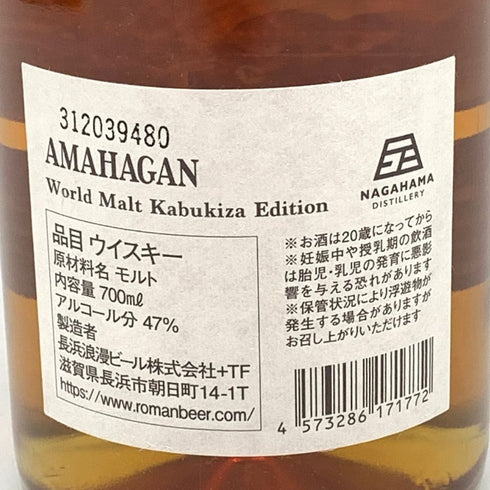 312039480
AMAHAGAN
World Malt Kabukiza Edition
NAGAHAMA
DISTILLERY
品目 ウイスキー
原材料名 モルト
内容量 700mℓ
アルコール分 47%
製造者
長浜浪漫ビール株式会社+TF
滋賀県長浜市朝日町14-1T
https://www.romanbeer.com/
※お酒は20歳になってから
※妊娠中や授乳期の飲酒
は胎児・乳児の発育に悪影
響を与える恐れがあります
※保管状況により浮遊物が
発生する場合がありますが
お召し上がりいただけます
4 573286 171772